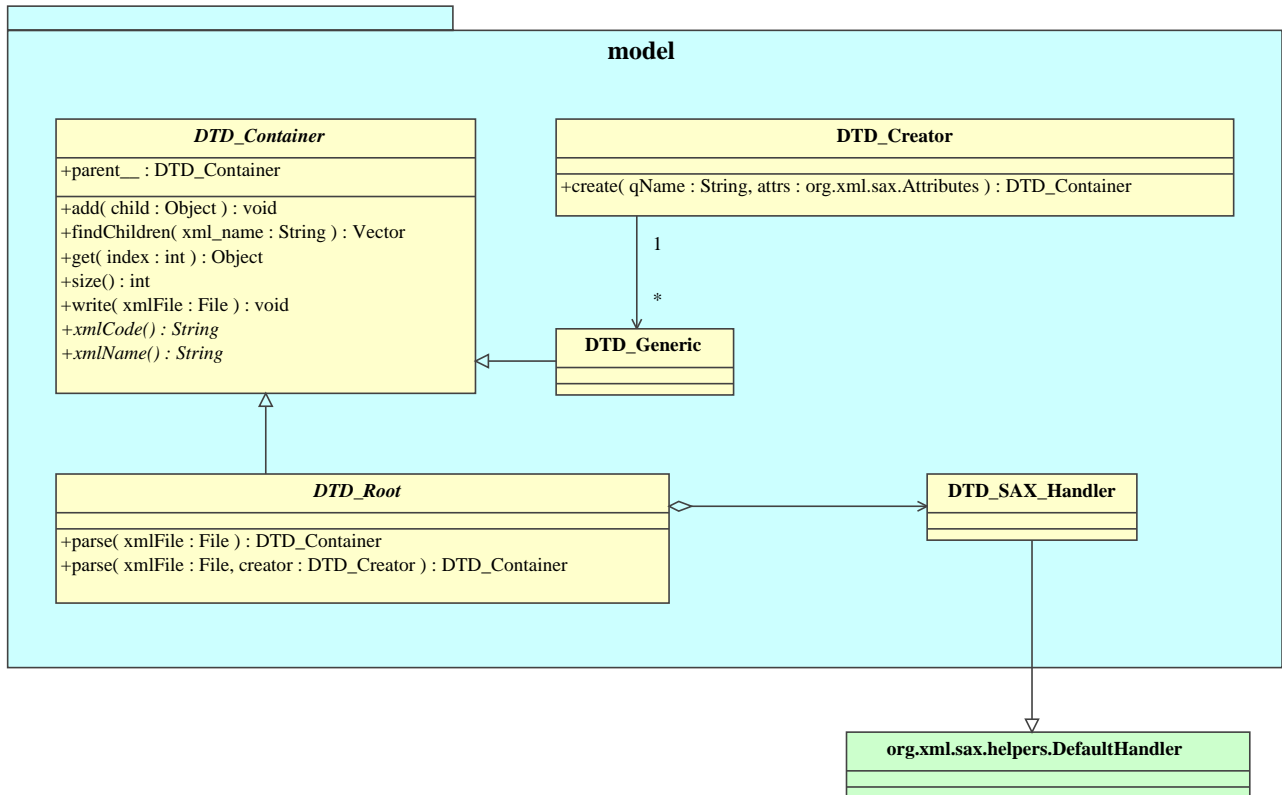 model
DTD_Container
+parent__ : DTD_Container
+add( child : Object ) : void
+findChildren( xml_name : String ) : Vector
+get( index : int ) : Object
+size() : int
+write( xmlFile : File ) : void
+xmlCode() : String
+xmlName() : String
DTD_Creator
+create( qName : String, attrs : org.xml.sax.Attributes ) : DTD_Container
1
*
DTD_Generic
DTD_Root
+parse( xmlFile : File ) : DTD_Container
+parse( xmlFile : File, creator : DTD_Creator ) : DTD_Container
DTD_SAX_Handler
org.xml.sax.helpers.DefaultHandler